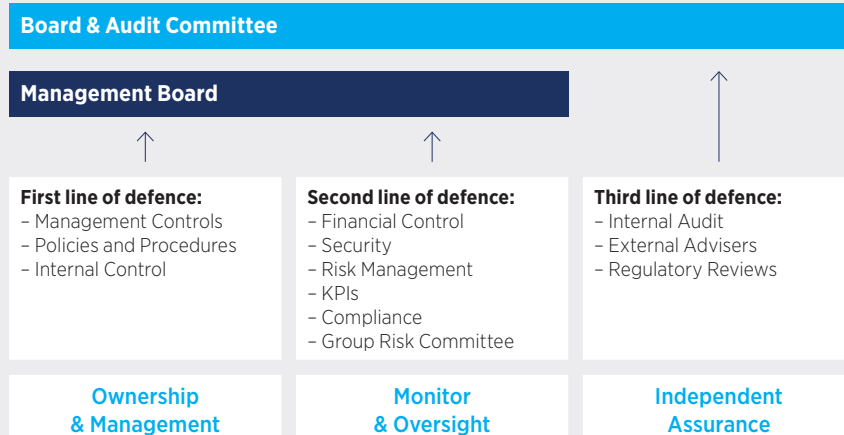 Board & Audit Committee
Management Board
First line of defence:
– Management Controls
– Policies and Procedures
– Internal Control
Second line of defence:
– Financial Control
– Security
– Risk Management
– KPIs
– Compliance
– Group Risk Committee
Third line of defence:
– Internal Audit
– External Advisers
– Regulatory Reviews
Ownership
& Management
Monitor
& Oversight
Independent
Assurance